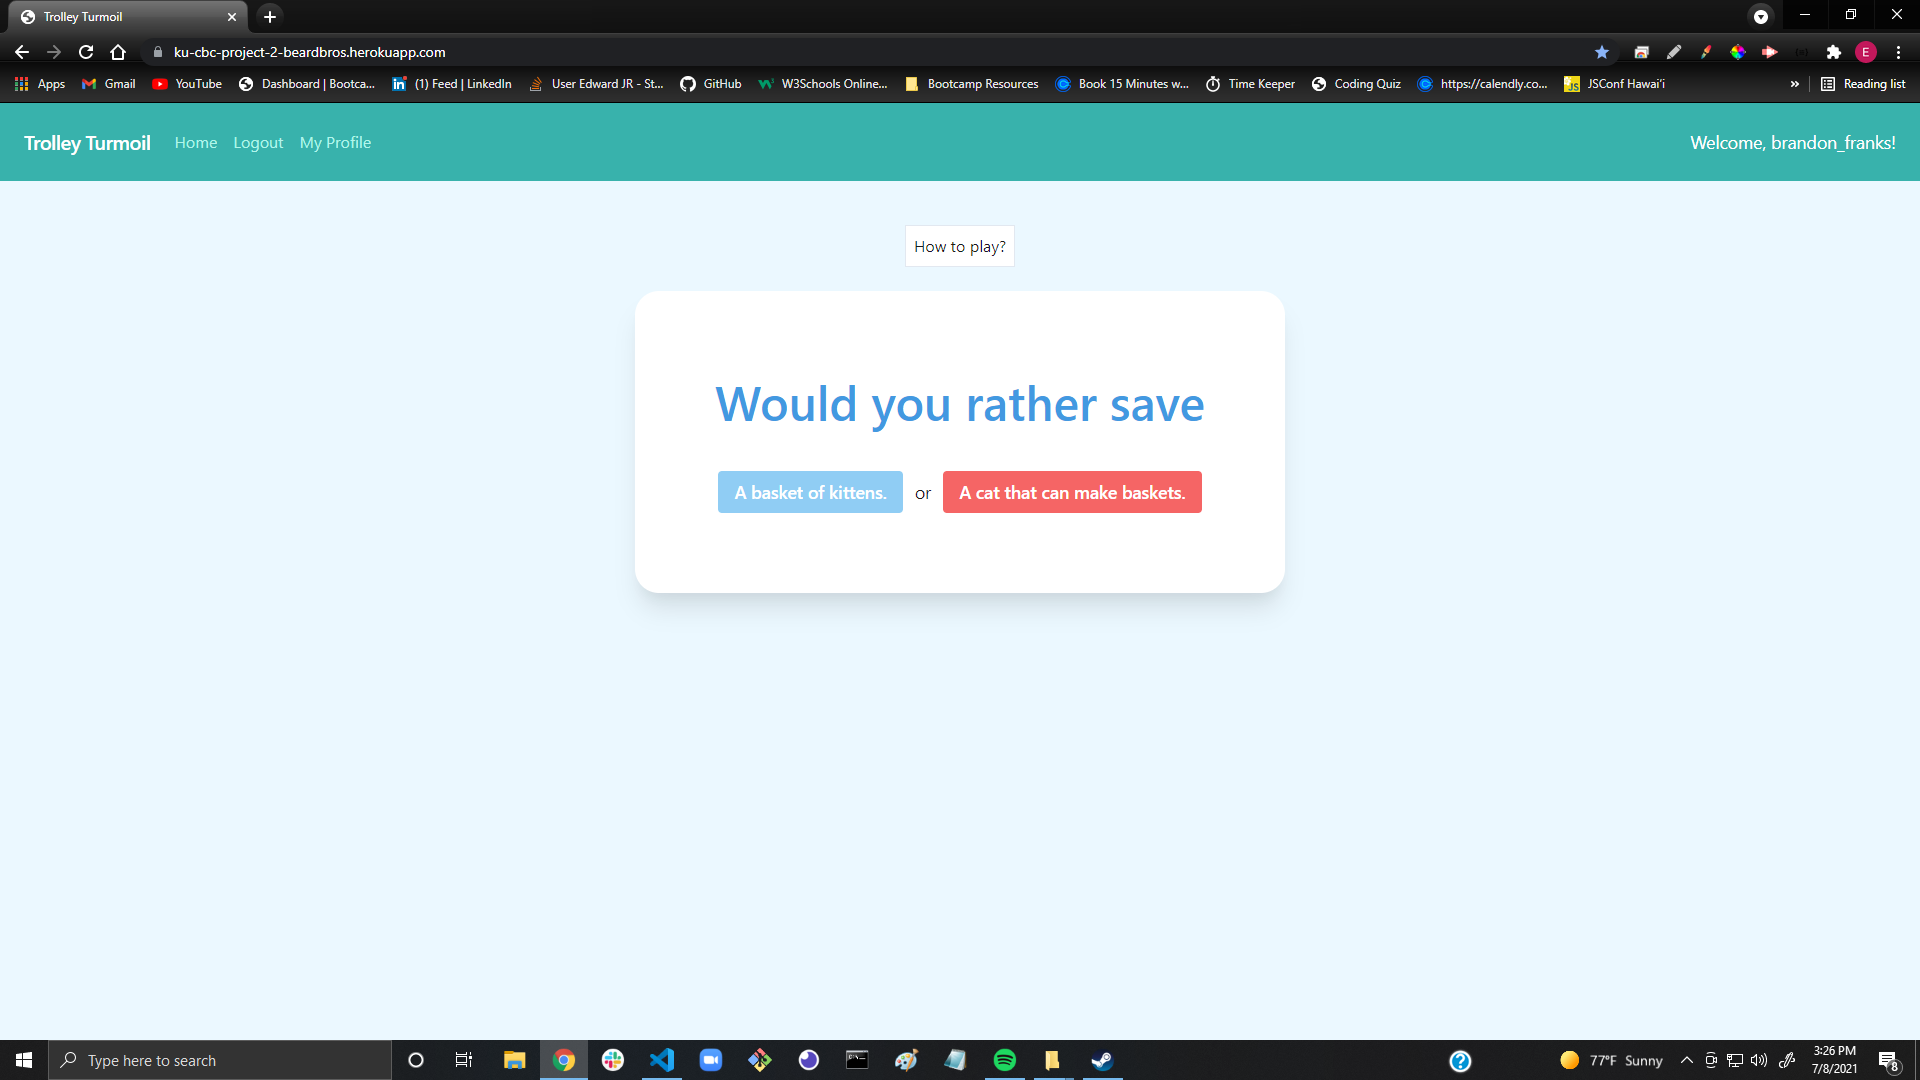 Trolley Turmoil
ku-cbc-project-2-beardbros.herokuapp.com
E
Apps Gmail YouTube Dashboard | Bootca... (1) Feed | LinkedIn User Edward JR - St... GitHub W3Schools Online... Bootcamp Resources Book 15 Minutes w... Time Keeper Coding Quiz https://calendly.co... JSConf Hawai'i » Reading list
Trolley Turmoil Home Logout My Profile Welcome, brandon_franks!
How to play?
Would you rather save
A basket of kittens. or A cat that can make baskets.
Type here to search 77°F Sunny 3:26 PM
7/8/2021 8